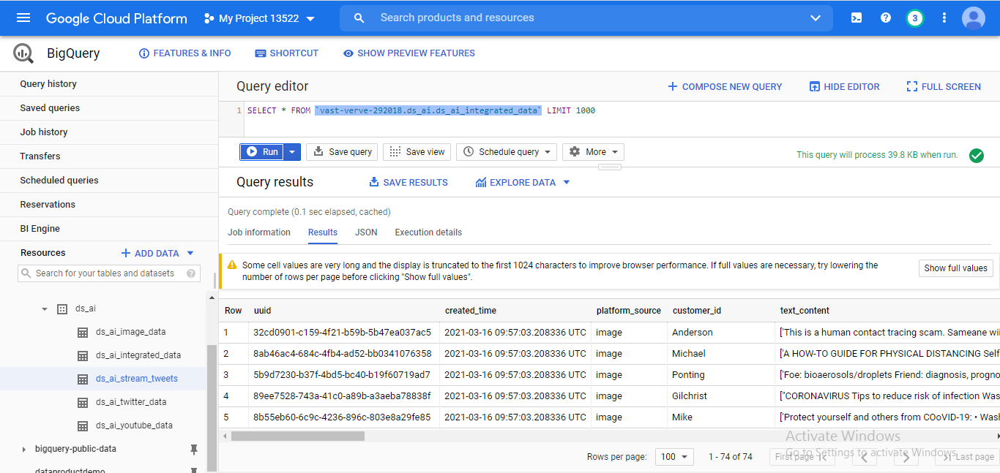 Google Cloud Platform My Project 13522 Search products and resources 3
BigQuery FEATURES & INFO SHORTCUT SHOW PREVIEW FEATURES
Query history
Saved queries
Job history
Transfers
Scheduled queries
Reservations
BI Engine
Resources ADD DATA
Search for your tables and datasets
ds_ai
ds_ai_image_data
ds_ai_integrated_data
ds_ai_stream_tweets
ds_ai_twitter_data
ds_ai_youtube_data
bigquery-public-data
dataproductdemo
Query editor COMPOSE NEW QUERY HIDE EDITOR FULL SCREEN
1 SELECT * FROM `vast-verve-292018.ds_ai.ds_ai_integrated_data` LIMIT 1000
Run Save query Save view Schedule query More This query will process 39.8 KB when run.
Query results SAVE RESULTS EXPLORE DATA
Query complete (0.1 sec elapsed, cached)
Job information Results JSON Execution details
Some cell values are very long and the display is truncated to the first 1024 characters to improve browser performance. If full values are necessary, try lowering the
number of rows per page before clicking "Show full values".
Show full values
Row uuid created_time platform_source customer_id text_content
1 32cd0901-c159-4f21-b59b-5b47ea037ac5 2021-03-16 09:57:03.208336 UTC image Anderson ['This is a human contact tracing scam. Sameane wii
2 8ab46ac4-684c-4fb4-ad52-bb0341076358 2021-03-16 09:57:03.208336 UTC image Michael ['A HOW-TO GUIDE FOR PHYSICAL DISTANCING Self
3 5b9d7230-b37f-4bd5-bc40-b19f60719ad7 2021-03-16 09:57:03.208336 UTC image Ponting ['Foe: bioaerosols/droplets Friend: diagnosis, progno
4 89ee7528-743a-41c0-a89b-a3aeba78838f 2021-03-16 09:57:03.208336 UTC image Gilchrist ["CORONAVIRUS Tips to reduce risk of infection Was
5 8b55eb60-6c9c-4236-896c-803e8a29fe85 2021-03-16 09:57:03.208336 UTC image Mike ['Protect yourself and others from COoVID-19: • Wash
Activate Windows
Go to Settings to activate Windows.
Rows per page: 100 1 - 74 of 74 First page Last page